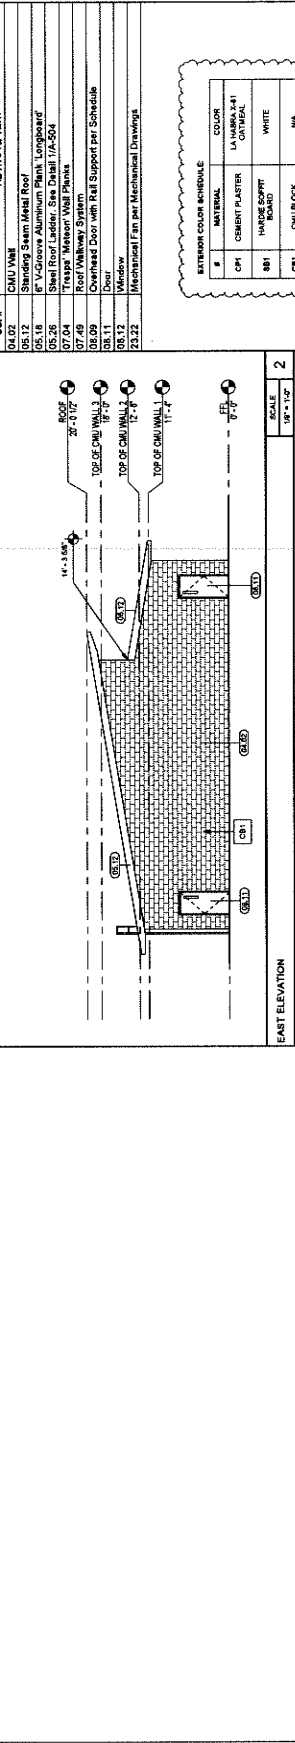 04.02 CMU Wall
05.12 Standing Seam Metal Roof
05.18 6" V-Groove Aluminum Plank 'Longboard'
05.26 Steel Roof Ladder, See Detail 1/A-504
07.04 'Trespa' 'Meteon' Wall Planks
07.49 Roof Walkway System
08.09 Overhead Door with Rail Support per Schedule
08.11 Door
08.12 Window
23.22 Mechanical Fan per Mechanical Drawings
EXTERIOR COLOR SCHEDULE:
# MATERIAL COLOR
CP1 CEMENT PLASTER LA HABRA X-81 OATMEAL
SB1 HARDIE SOFFIT BOARD WHITE
CB1 CMU BLOCK N/A
ROOF
20' - 0 1/2"
TOP OF CMU WALL 3
18' - 0"
TOP OF CMU WALL 2
12' - 8"
TOP OF CMU WALL 1
11' - 4"
FFL
0' - 0"
14' - 3 5/8"
05.12
05.12
08.11
CB1
04.02
08.11
EAST ELEVATION
SCALE
1/8" = 1'-0"
2